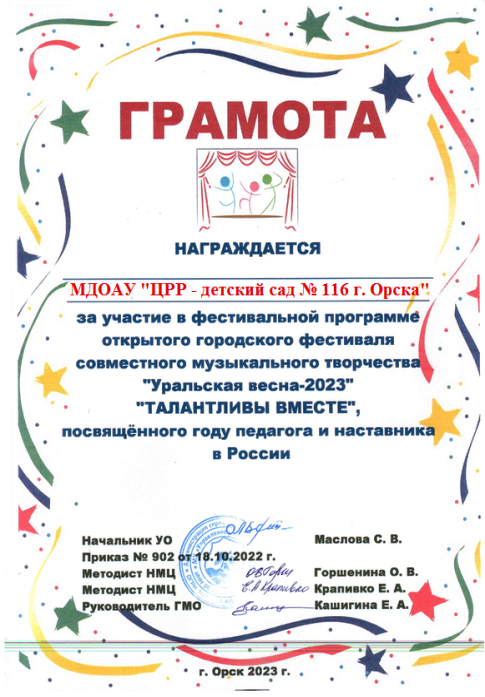 ГРАМОТА
НАГРАЖДАЕТСЯ
МДОАУ "ЦРР - детский сад № 116 г. Орска"
за участие в фестивальной программе
открытого городского фестиваля
совместного музыкального творчества
"Уральская весна-2023"
"ТАЛАНТЛИВЫ ВМЕСТЕ",
посвящённого году педагога и наставника
в России
Начальник УО Маслова С. В.
Приказ № 902 от 18.10.2022 г.
Методист НМЦ Горшенина О. В.
Методист НМЦ Крапивко Е. А.
Руководитель ГМО Кашигина Е. А.
г. Орск 2023 г.